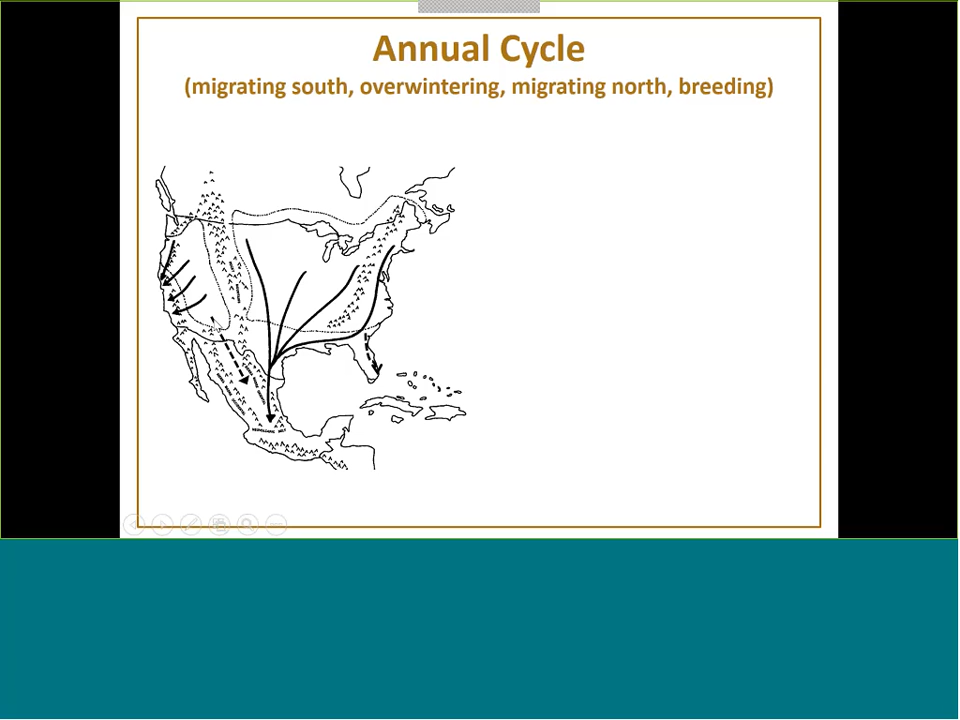 Annual Cycle
(migrating south, overwintering, migrating north, breeding)